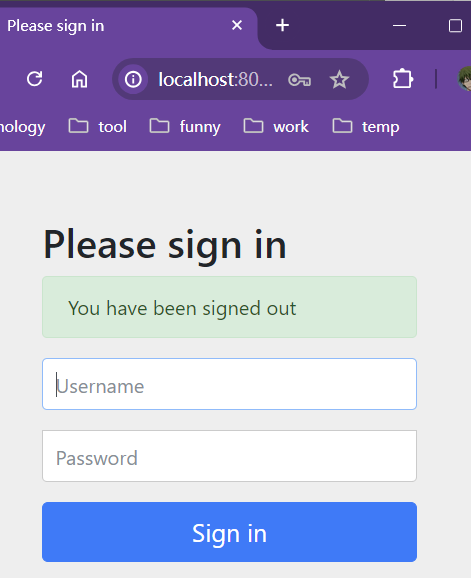 Please sign in
localhost:80...
nology tool funny work temp
Please sign in
You have been signed out
Username
Password
Sign in